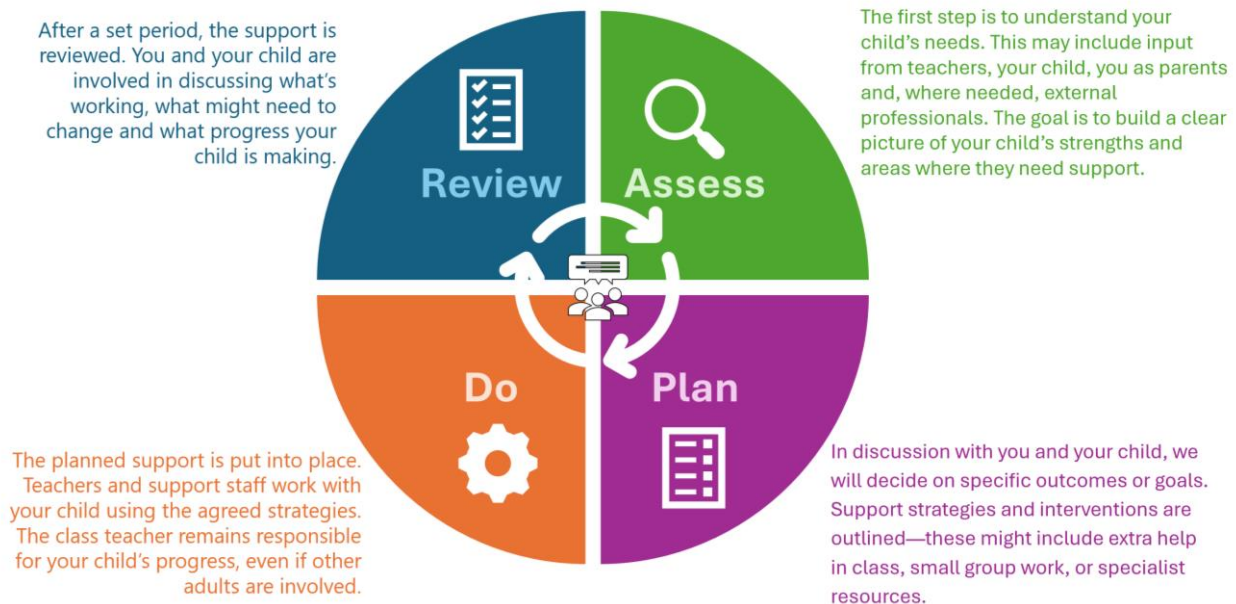 After a set period, the support is
reviewed. You and your child are
involved in discussing what's
working, what might need to
change and what progress your
child is making.
Review
Assess
The first step is to understand your
child's needs. This may include input
from teachers, your child, you as parents
and, where needed, external
professionals. The goal is to build a clear
picture of your child's strengths and
areas where they need support.
Do
Plan
The planned support is put into place.
Teachers and support staff work with
your child using the agreed strategies.
The class teacher remains responsible
for your child's progress, even if other
adults are involved.
In discussion with you and your child, we
will decide on specific outcomes or goals.
Support strategies and interventions are
outlined—these might include extra help
in class, small group work, or specialist
resources.